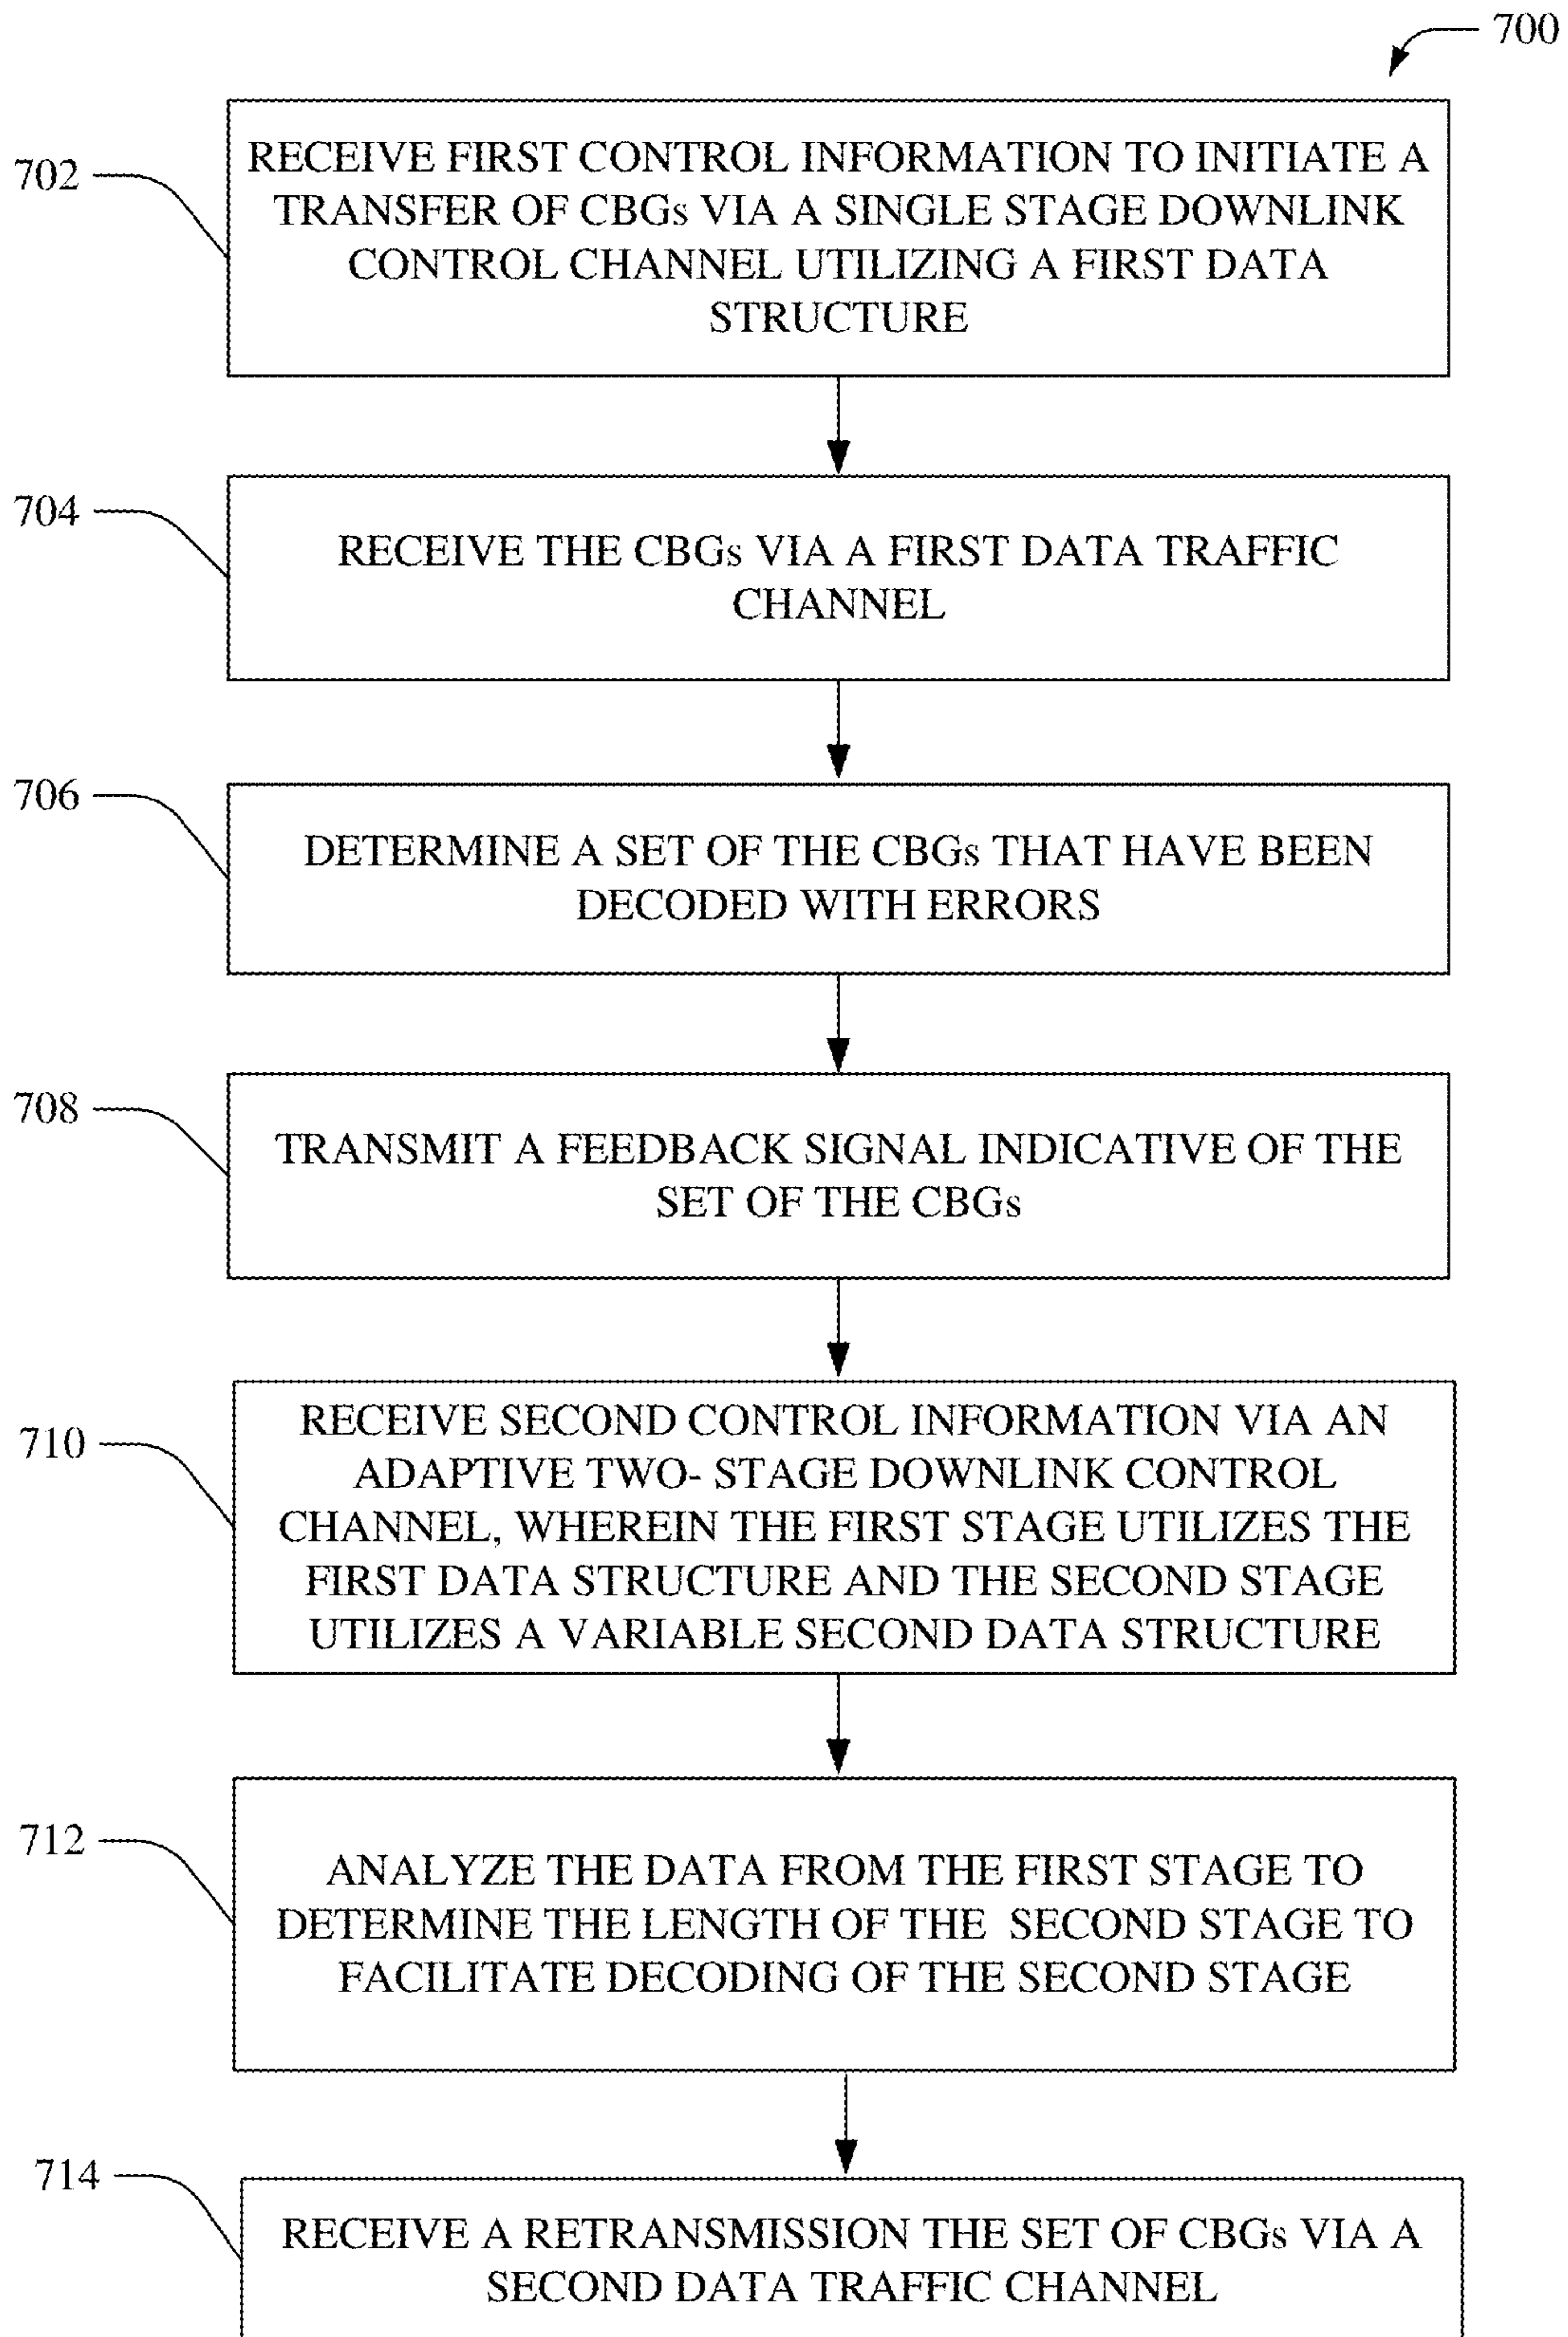 700
702
RECEIVE FIRST CONTROL INFORMATION TO INITIATE A
TRANSFER OF CBGs VIA A SINGLE STAGE DOWNLINK
CONTROL CHANNEL UTILIZING A FIRST DATA
STRUCTURE
704
RECEIVE THE CBGs VIA A FIRST DATA TRAFFIC
CHANNEL
706
DETERMINE A SET OF THE CBGs THAT HAVE BEEN
DECODED WITH ERRORS
708
TRANSMIT A FEEDBACK SIGNAL INDICATIVE OF THE
SET OF THE CBGs
710
RECEIVE SECOND CONTROL INFORMATION VIA AN
ADAPTIVE TWO- STAGE DOWNLINK CONTROL
CHANNEL, WHEREIN THE FIRST STAGE UTILIZES THE
FIRST DATA STRUCTURE AND THE SECOND STAGE
UTILIZES A VARIABLE SECOND DATA STRUCTURE
712
ANALYZE THE DATA FROM THE FIRST STAGE TO
DETERMINE THE LENGTH OF THE SECOND STAGE TO
FACILITATE DECODING OF THE SECOND STAGE
714
RECEIVE A RETRANSMISSION THE SET OF CBGs VIA A
SECOND DATA TRAFFIC CHANNEL